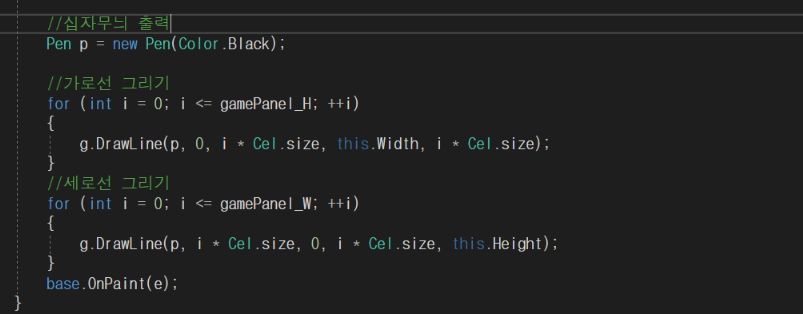 //십자무늬 출력
Pen p = new Pen(Color.Black);
//가로선 그리기
for (int i = 0; i <= gamePanel_H; ++i)
{
g.DrawLine(p, 0, i * Cel.size, this.Width, i * Cel.size);
}
//세로선 그리기
for (int i = 0; i <= gamePanel_W; ++i)
{
g.DrawLine(p, i * Cel.size, 0, i * Cel.size, this.Height);
}
base.OnPaint(e);
}